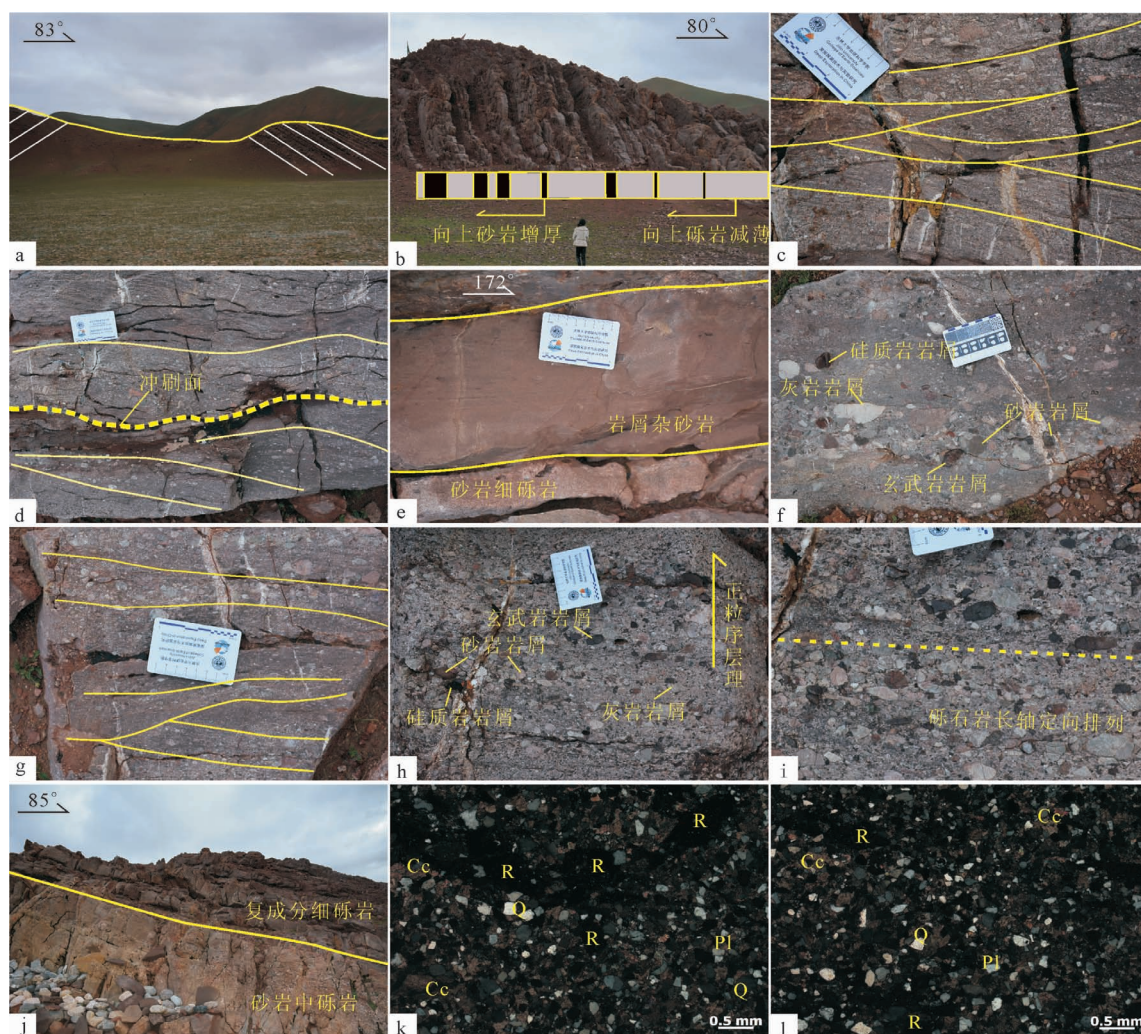 83°
a
80°
向上砂岩增厚
向上砾岩减薄
b
c
冲刷面
d
172°
岩屑杂砂岩
砂岩细砾岩
e
硅质岩岩屑
灰岩岩屑
砂岩岩屑
玄武岩岩屑
f
g
玄武岩岩屑
砂岩岩屑
硅质岩岩屑
灰岩岩屑
正粒序层理
h
砾石岩长轴定向排列
i
85°
复成分细砾岩
砂岩中砾岩
j
R
Cc
R
R
Q
R
Pl
Cc
Q
k
0.5 mm
Cc
R
Cc
Q
Pl
R
l
0.5 mm